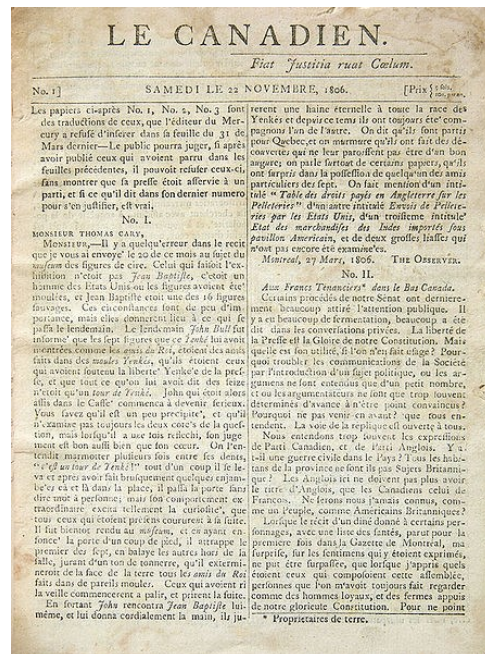 LE CANADIEN.
Fiat Justitia ruat Cœlum.
No. 1] SAMEDI LE 22 NOVEMBRE, 1806. [Prix
Les papiers ci-après No. 1, No. 2, No. 3 sont
des traductions de ceux, que l'éditeur du Mer-
cury a refusé d'inserer dans sa feuille du 31 de
Mars dernier—Le public pourra juger, si après
avoir publié ceux qui avoient parru dans les
feuilles précédentes, il pouvoit refuser ceux-ci,
sans montrer que sa presse étoit asservie à un
parti, et si ce qu'il dit dans son dernier numero
pour s'en justifier, est vrai.
No. I.
MONSIEUR THOMAS CARY,
MONSIEUR,—Il y a quelqu'erreur dans le recit
que je vous ai envoyé le 20 de ce mois au sujet du
museum des figures de cire. Celui qui faisoit l'ex-
hibition n'étoit pas Jean Baptiste, c'étoit un
homme des Etats Unis ou les figures avoient éte'
moulées, et Jean Baptiste étoit une des 16 figures
sauvages. Ces circonstances sont de peu d'im-
portance, mais elles donnerent lieu à ce qui se
passa le lendemain. Le lendemain John Bull fut
informe' que les sept figures que ce Yenké lui avoit
montrées comme les amis du Roi, étoient des amis
faits dans des moules Yenkés, qu'ils étoient ceux
qui avoient soutenu la liberte' Yenke'e de la pres-
se, et que tout ce qu'on lui avoit dit des seize
n'étoit qu'un tour de Yenké. John qui étoit alors
assis dans le Caffe' commença à devenir serieux.
Vous savez qu'il est un peu précipite', et qu'il
n'examine pas toujours les deux cote's de la ques-
tion, mais lorsqu'il a une fois réflechi, son juge
ment est bon aussi bien que son cœur. On l'en-
tendit marmotter plusieurs fois entre ses dents,
"c'est un tour de Yenké!" tout d'un coup il se le-
va et après avoir fait brusquement quelques enjam-
be'es çà et là dans la place, il passa la porte sans
dire mot à personne; mais son comportement ex-
traordinaire excita tellement la curiosite', que
tous ceux qui étoient présens coururent à sa suite.
Il fut bientot rendu au museum, et ce ayant en-
fonce' la porte d'un coup de pied, il attrappe le
premier des sept, en balaye les autres hors de la
salle, jurant d'un ton de tonnerre, qu'il extermi-
neroit de la face de la terre tous les amis du Roi
faits dans de pareils moules. Ceux qui avoient ri
la veille commencerent a palir, et prirent la fuite.
En sortant John rencontra Jean Baptiste lui-
même, et lui donna cordialement la main, ils ju-
rerent une haine éternelle à toute la race des
Yenkés et depuis ce tems ils ont toujours éte' com-
pagnons l'un de l'autre. On dit qu'ils sont partis
pour Quebec, et on murmure qu'ils ont fait des dé-
couvertes qui ne leur paroissent pas être d'un bon
augure; on parle surtout de certains papiers, qu'ils
ont surpris dans la possession de quelqu'un des amis
particuliers des sept. On fait mention d'un inti-
tulé "Table des droits payés en Angleterre sur les
Pelleteries" d'un autre intitulé Envois de Pellete-
ries par les Etats Unis, d'un troisieme intitule'
Etat des marchandises des Indes importés sous
pavillon Americain, et de deux grosses liasses qui
n'ont pas encore été examine'es.
Montreal, 27 Mars, 1806. THE OBSERVER.
No. II.
Aux Francs Tenanciers* dans le Bas Canada.
Certains procédés de notre Sénat ont derniere-
ment beaucoup attiré l'attention publique. Il
y a eu beaucoup de fermentation, beaucoup a été
dit dans les conversations privées. La liberté de
la Presse est la Gloire de notre Constitution. Mais
quelle est son utilité, si l'on n'en fait usage? Pour-
quoi troubler les communications de la Société
par l'introduction d'un sujet politique, ou les ar-
gumens ne sont entendus que d'un petit nombre,
et ou les argumentateurs ne sont que trop souvent
déterminés d'avance à n'être point convaincus?
Pourquoi ne pas venir en avant? que tous en-
tendent. La voie de la replique est ouverte à tous.
Nous entendons trop souvent les expressions
de Parti Canadien, et de Parti Anglois. Y a
t-il une guerre civile dans le Pays? Tous les habi-
tans de la province ne sont ils pas Sujets Britanni-
que? Les Anglois ici ne doivent pas plus avoir
le titre d'Anglois, que les Canadiens celui de
Francois. Ne serons nous jamais connus, com-
me un Peuple, comme Américains Britanniques?
Lorsque le récit d'un diné donné à certains per-
sonnages, avec une liste des santés, parut pour la
premiere fois dans la Gazette de Montreal, ma
surprise, sur les sentimens qui y étoient exprimés,
ne put être surpassée, que lorsque j'appris quels
étoient ceux qui composoient cette assemblée,
personnes que l'on m'avoit toujours fait regarder
comme des hommes loyaux, et des fermes appuis
de notre glorieute Constitution. Pour ne point
* Proprietaires de terre.